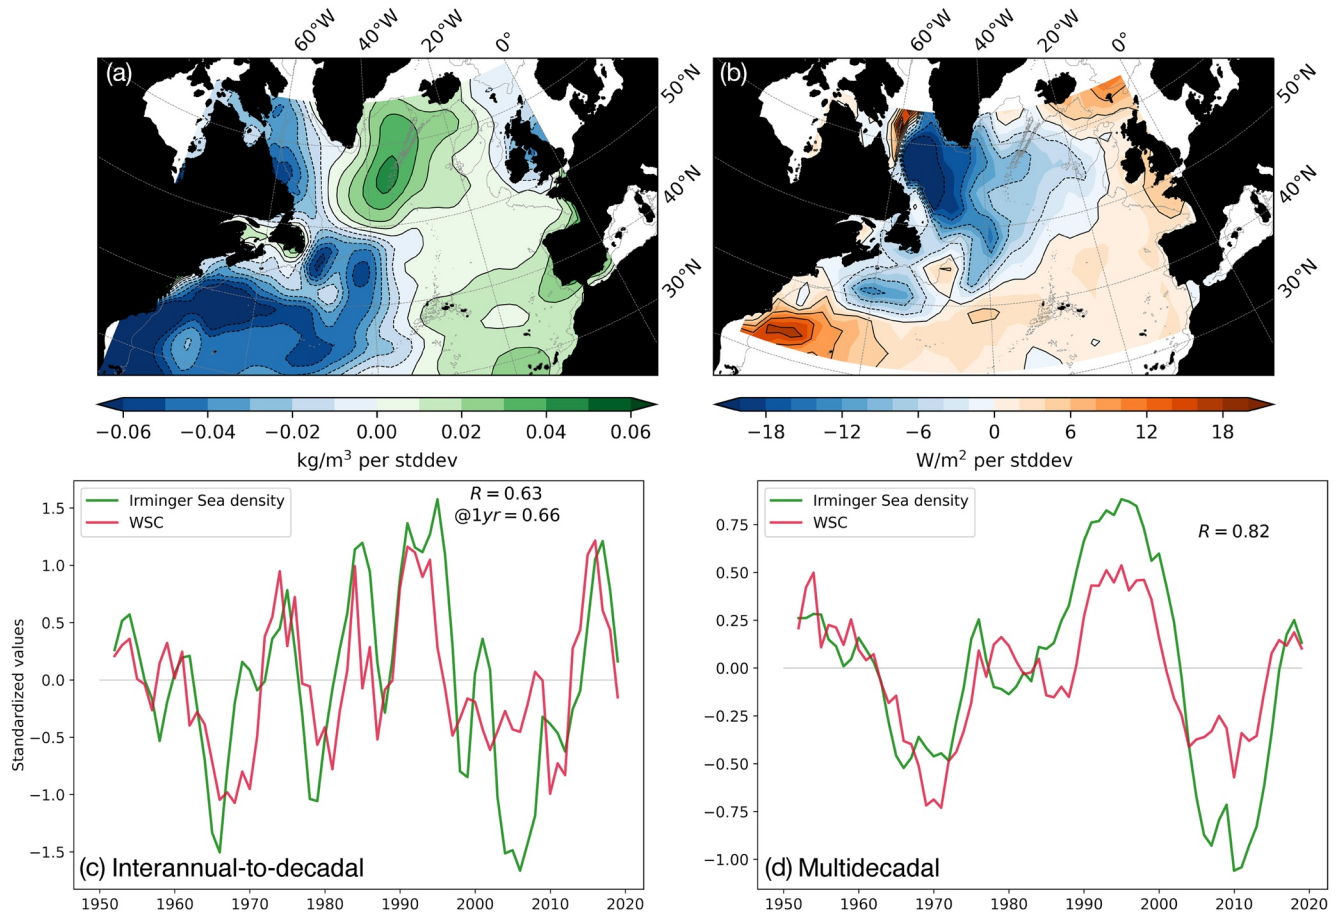 60°W 40°W 20°W 0°
60°W 40°W 20°W 0°
(a)
50°N
40°N
30°N
(b)
50°N
40°N
30°N
−0.06 −0.04 −0.02 0.00 0.02 0.04 0.06
kg/m³ per stddev
−18 −12 −6 0 6 12 18
W/m² per stddev
Standardized values
1.5
1.0
0.5
0.0
−0.5
−1.0
−1.5
Irminger Sea density
WSC
R = 0.63
@1yr = 0.66
(c) Interannual-to-decadal
1950 1960 1970 1980 1990 2000 2010 2020
0.75
0.50
0.25
0.00
−0.25
−0.50
−0.75
−1.00
Irminger Sea density
WSC
R = 0.82
(d) Multidecadal
1950 1960 1970 1980 1990 2000 2010 2020